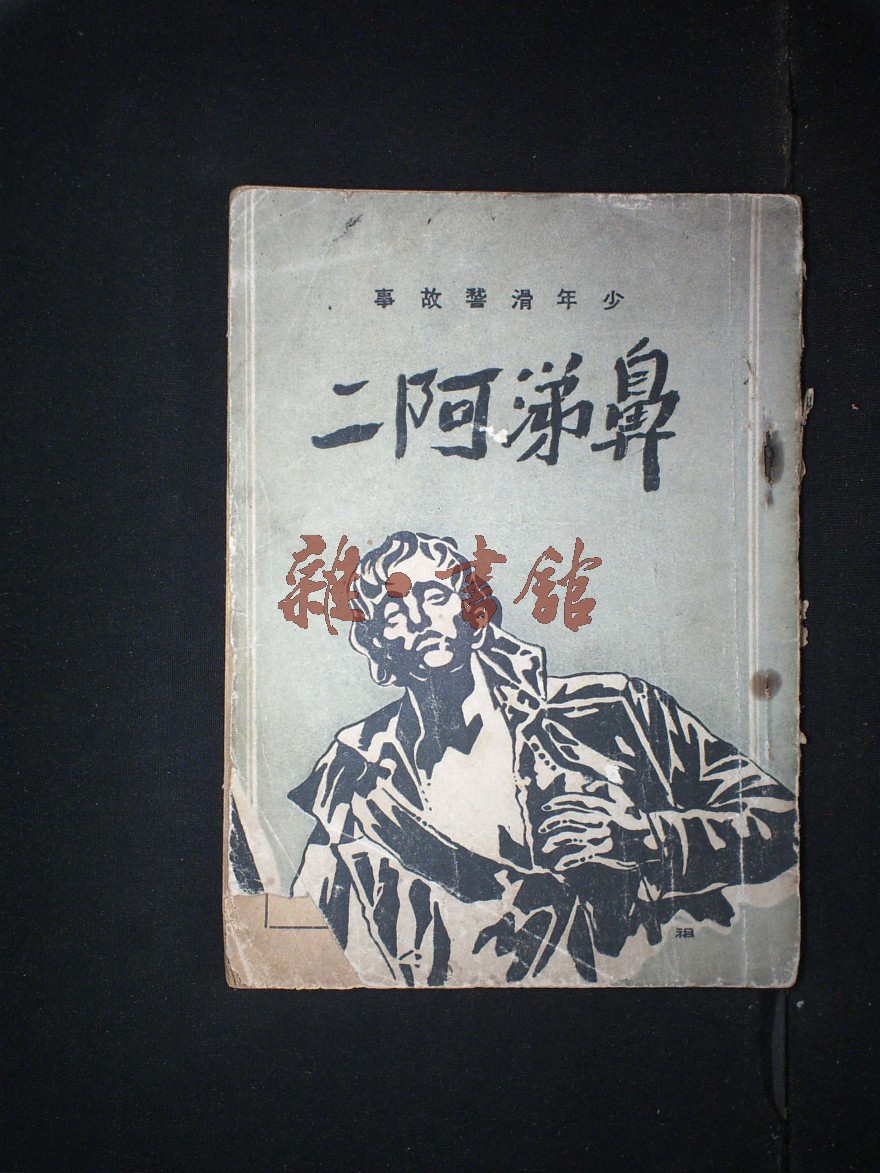 少年滑稽故事
鼻涕阿二
雜·書館
祖